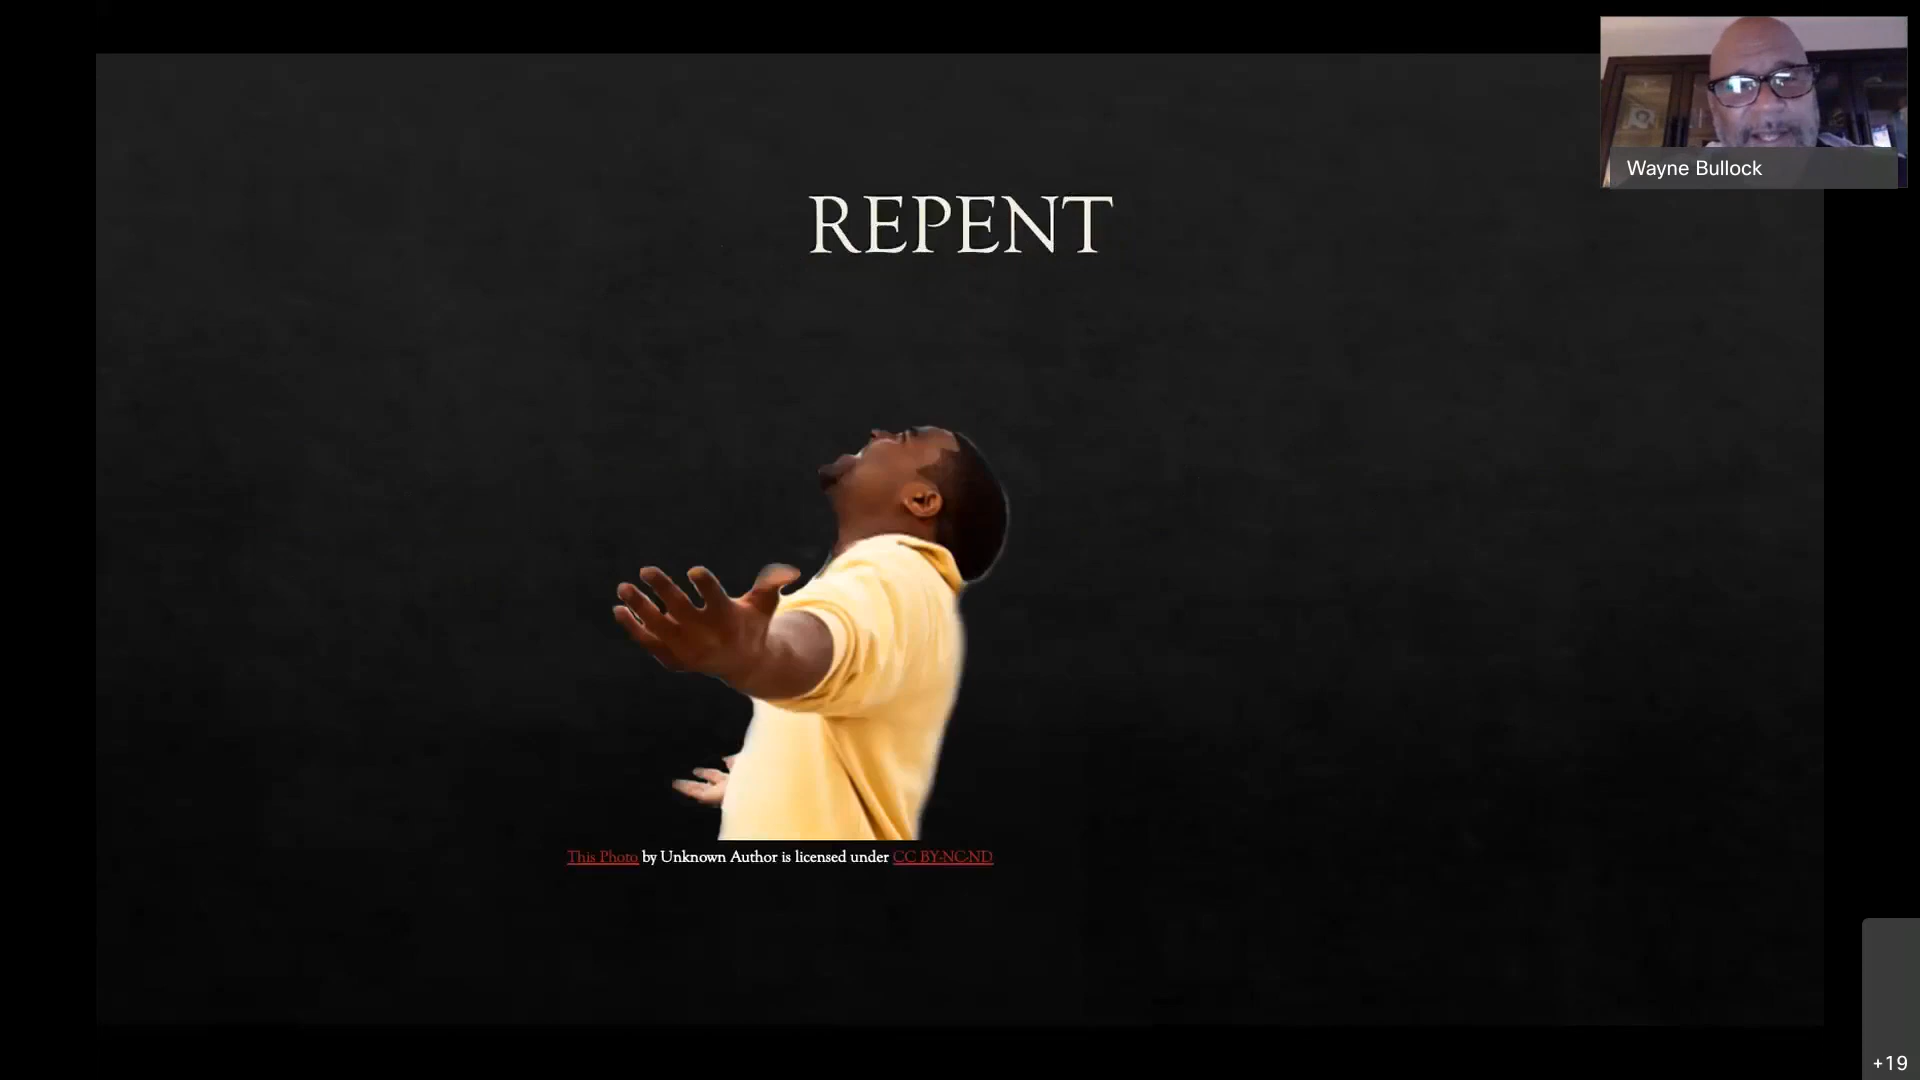 Wayne Bullock
REPENT
This Photo by Unknown Author is licensed under CC BY-NC-ND
+19